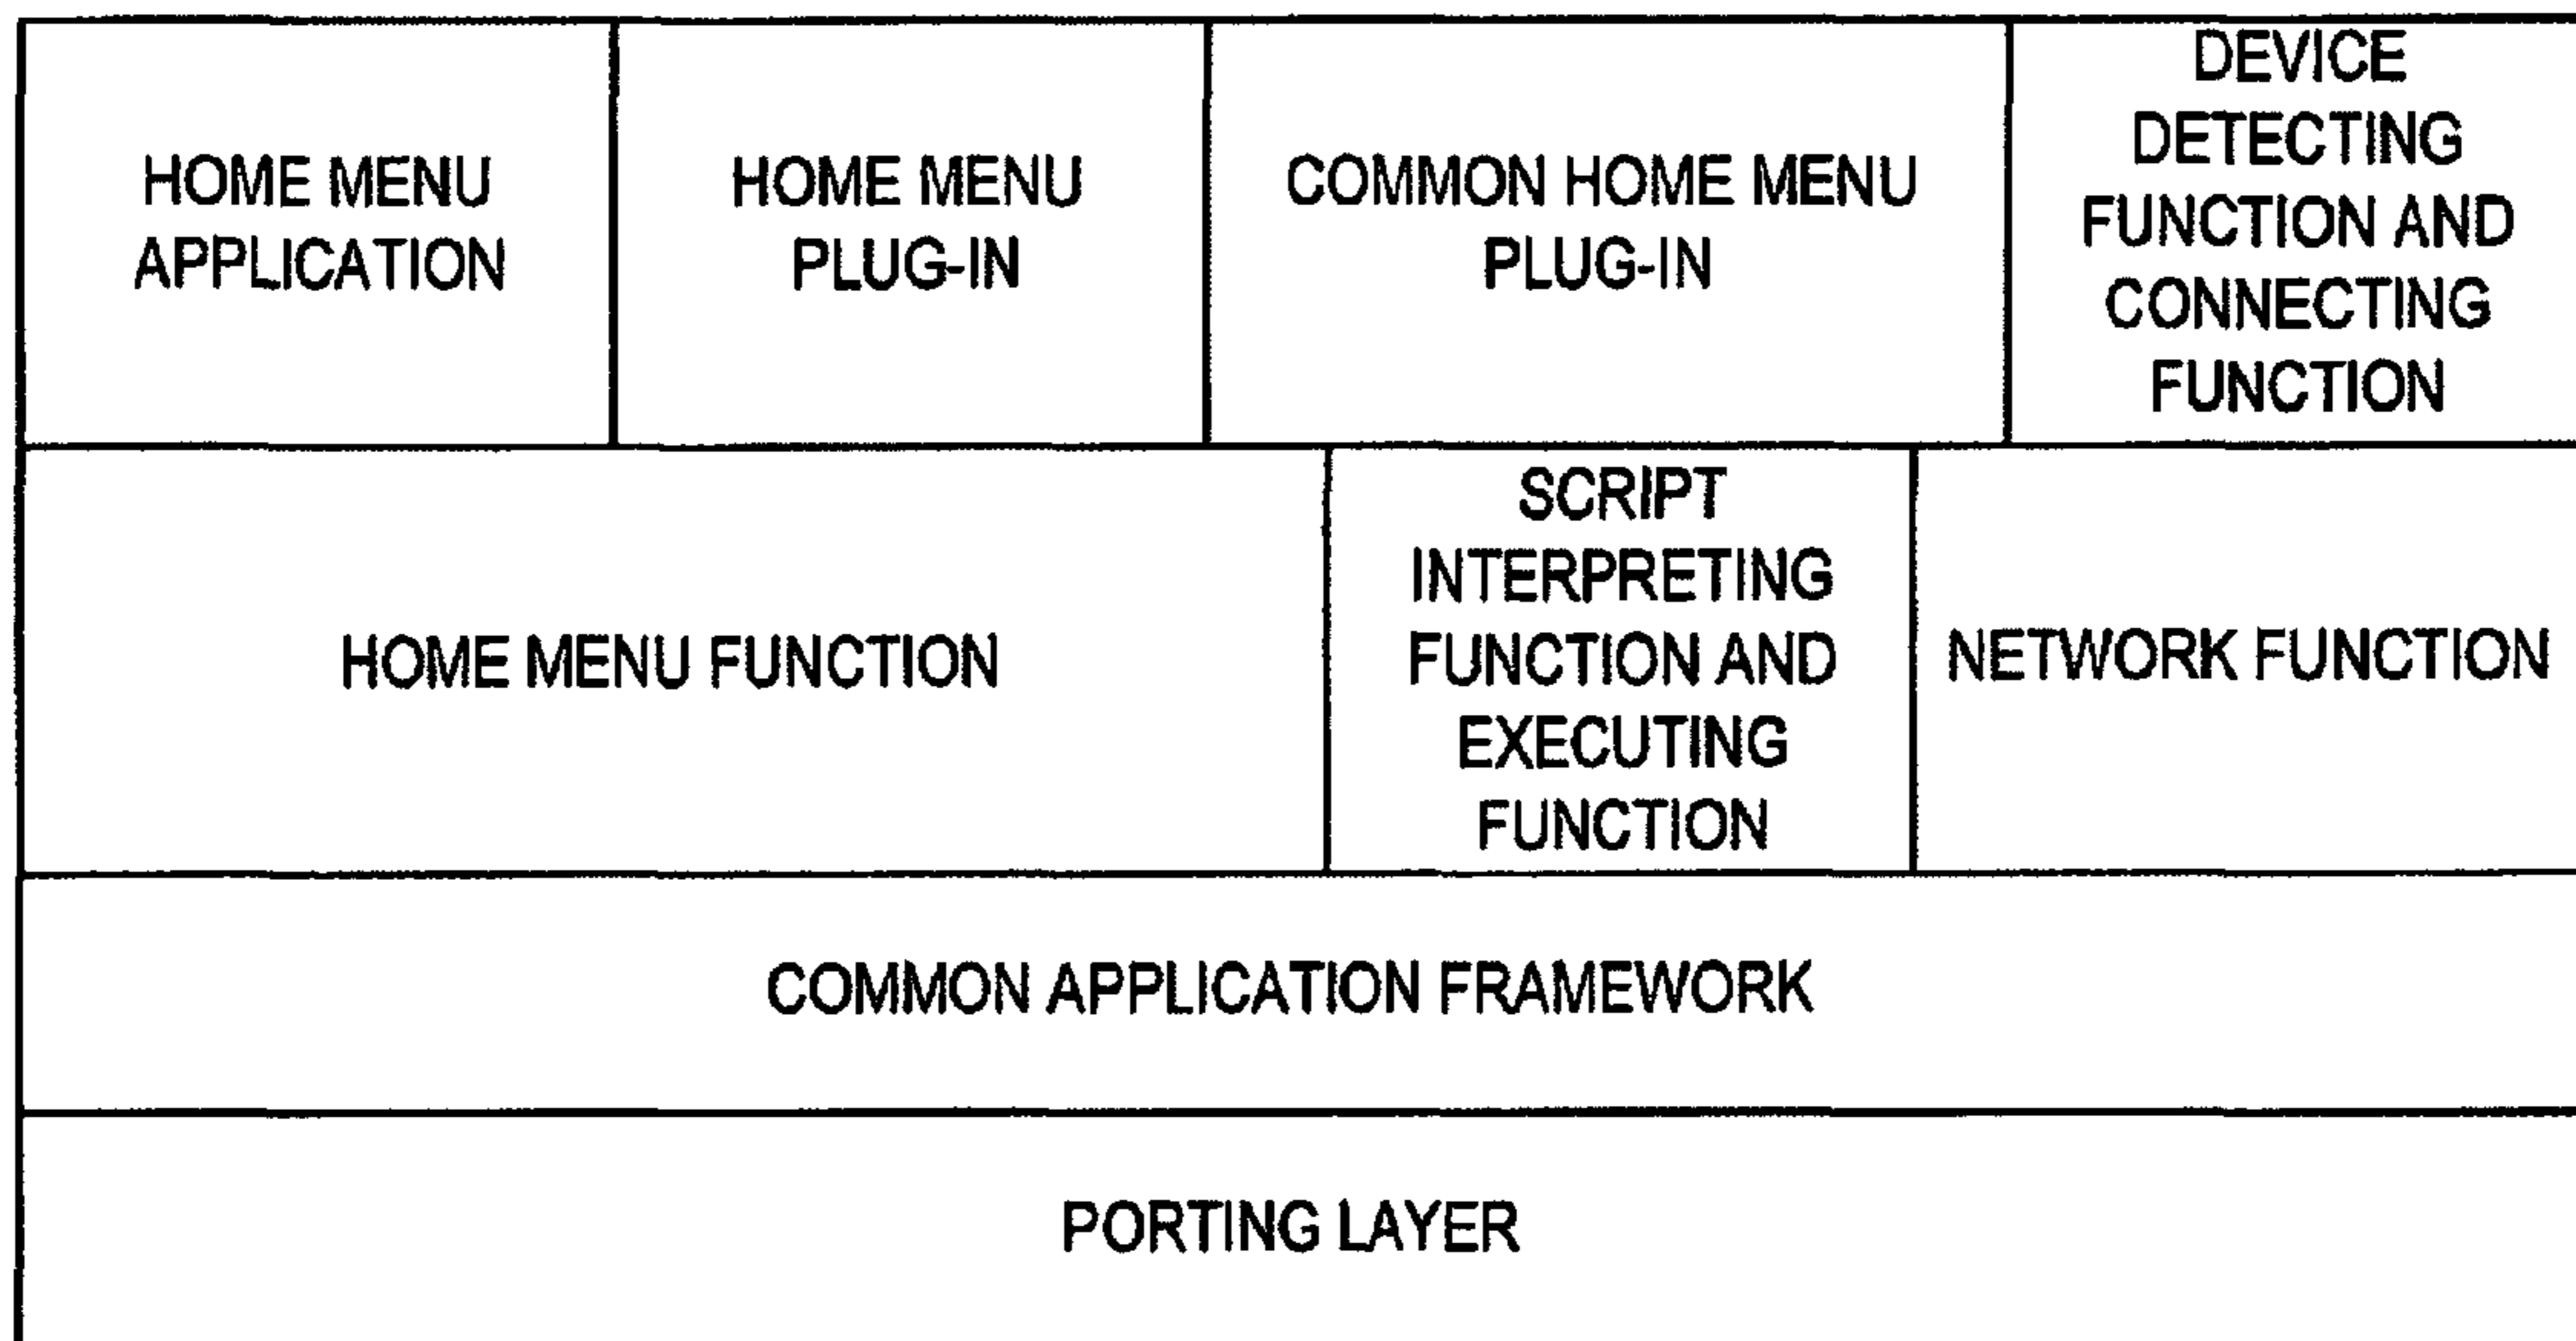 HOME MENU
APPLICATION
HOME MENU
PLUG-IN
COMMON HOME MENU
PLUG-IN
DEVICE
DETECTING
FUNCTION AND
CONNECTING
FUNCTION
HOME MENU FUNCTION
SCRIPT
INTERPRETING
FUNCTION AND
EXECUTING
FUNCTION
NETWORK FUNCTION
COMMON APPLICATION FRAMEWORK
PORTING LAYER